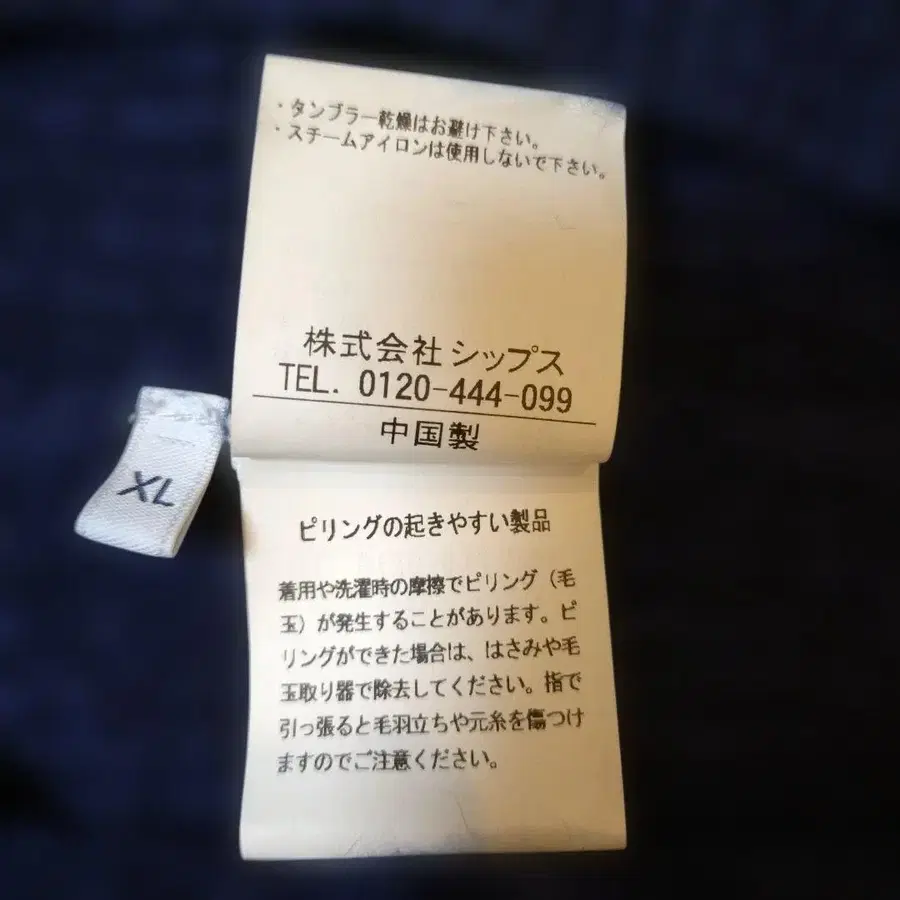 ・タンブラー乾燥はお避け下さい。
・スチームアイロンは使用しないで下さい。
株式会社シップス
TEL. 0120-444-099
中国製
XL
ピリングの起きやすい製品
着用や洗濯時の摩擦でピリング（毛
玉）が発生することがあります。ピ
リングができた場合は、はさみや毛
玉取り器で除去してください。指で
引っ張ると毛羽立ちや元糸を傷つけ
ますのでご注意ください。